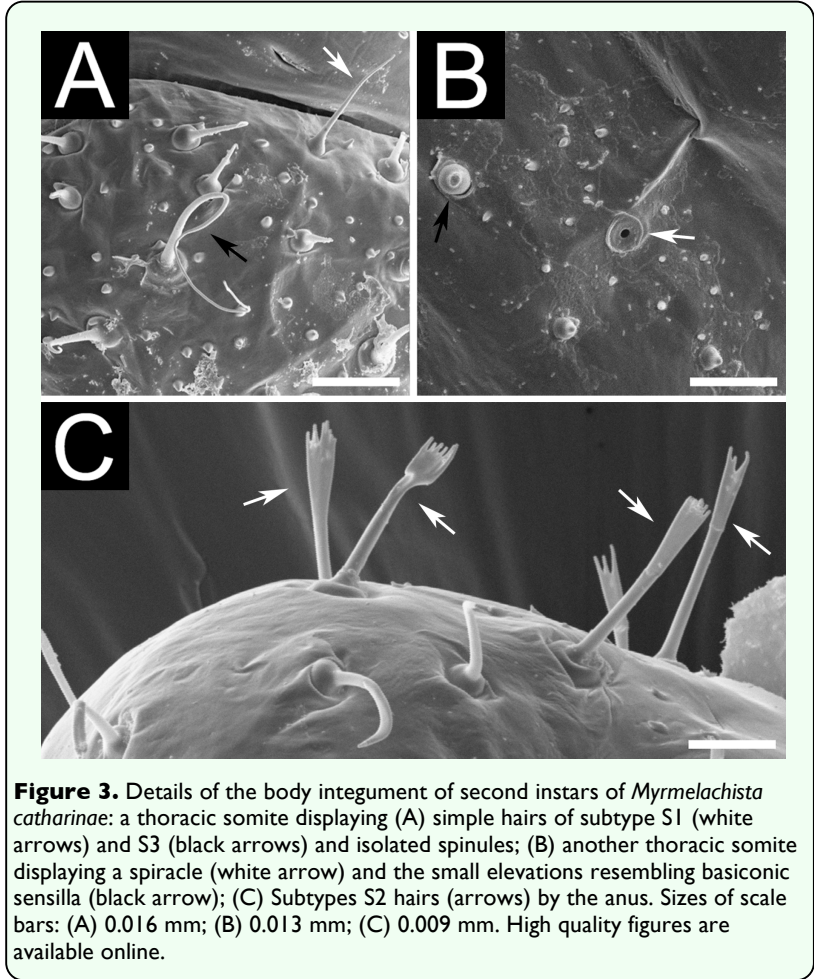 A
B
C
Figure 3. Details of the body integument of second instars of Myrmelachista
catharinae: a thoracic somite displaying (A) simple hairs of subtype S1 (white
arrows) and S3 (black arrows) and isolated spinules; (B) another thoracic somite
displaying a spiracle (white arrow) and the small elevations resembling basiconic
sensilla (black arrow); (C) Subtypes S2 hairs (arrows) by the anus. Sizes of scale
bars: (A) 0.016 mm; (B) 0.013 mm; (C) 0.009 mm. High quality figures are
available online.